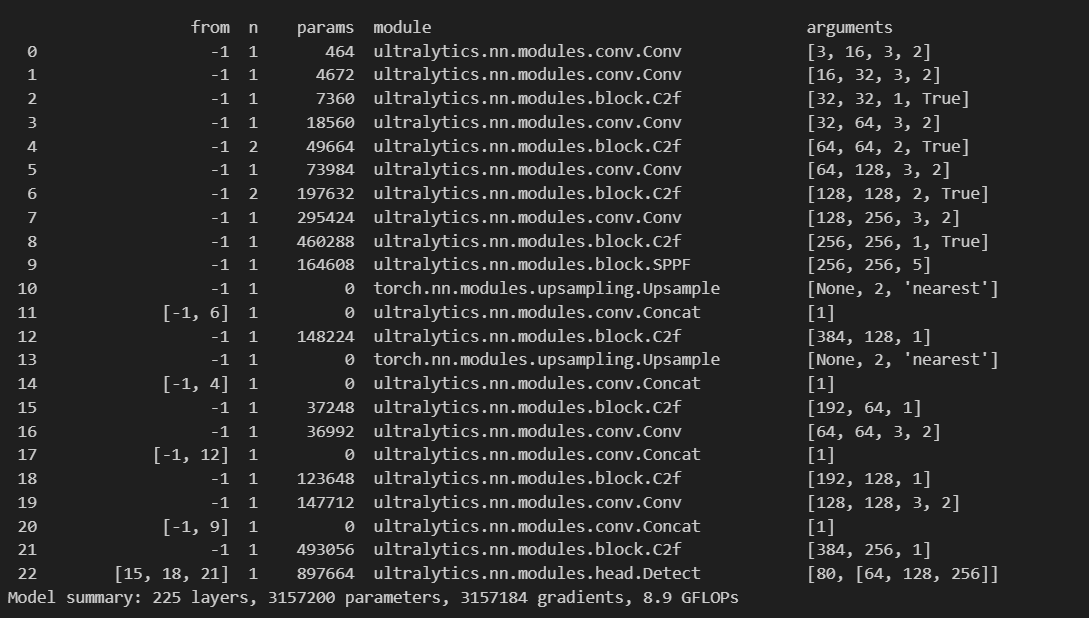 from n params module arguments
0 -1 1 464 ultralytics.nn.modules.conv.Conv [3, 16, 3, 2]
1 -1 1 4672 ultralytics.nn.modules.conv.Conv [16, 32, 3, 2]
2 -1 1 7360 ultralytics.nn.modules.block.C2f [32, 32, 1, True]
3 -1 1 18560 ultralytics.nn.modules.conv.Conv [32, 64, 3, 2]
4 -1 2 49664 ultralytics.nn.modules.block.C2f [64, 64, 2, True]
5 -1 1 73984 ultralytics.nn.modules.conv.Conv [64, 128, 3, 2]
6 -1 2 197632 ultralytics.nn.modules.block.C2f [128, 128, 2, True]
7 -1 1 295424 ultralytics.nn.modules.conv.Conv [128, 256, 3, 2]
8 -1 1 460288 ultralytics.nn.modules.block.C2f [256, 256, 1, True]
9 -1 1 164608 ultralytics.nn.modules.block.SPPF [256, 256, 5]
10 -1 1 0 torch.nn.modules.upsampling.Upsample [None, 2, 'nearest']
11 [-1, 6] 1 0 ultralytics.nn.modules.conv.Concat [1]
12 -1 1 148224 ultralytics.nn.modules.block.C2f [384, 128, 1]
13 -1 1 0 torch.nn.modules.upsampling.Upsample [None, 2, 'nearest']
14 [-1, 4] 1 0 ultralytics.nn.modules.conv.Concat [1]
15 -1 1 37248 ultralytics.nn.modules.block.C2f [192, 64, 1]
16 -1 1 36992 ultralytics.nn.modules.conv.Conv [64, 64, 3, 2]
17 [-1, 12] 1 0 ultralytics.nn.modules.conv.Concat [1]
18 -1 1 123648 ultralytics.nn.modules.block.C2f [192, 128, 1]
19 -1 1 147712 ultralytics.nn.modules.conv.Conv [128, 128, 3, 2]
20 [-1, 9] 1 0 ultralytics.nn.modules.conv.Concat [1]
21 -1 1 493056 ultralytics.nn.modules.block.C2f [384, 256, 1]
22 [15, 18, 21] 1 897664 ultralytics.nn.modules.head.Detect [80, [64, 128, 256]]
Model summary: 225 layers, 3157200 parameters, 3157184 gradients, 8.9 GFLOPs